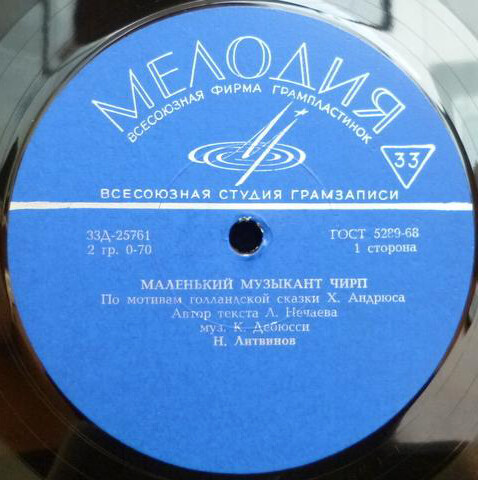 МЕЛОДИЯ
ВСЕСОЮЗНАЯ ФИРМА ГРАМПЛАСТИНОК
33
ВСЕСОЮЗНАЯ СТУДИЯ ГРАМЗАПИСИ
33Д-25761
ГОСТ 5289-68
2 гр. 0-70
1 сторона
МАЛЕНЬКИЙ МУЗЫКАНТ ЧИРП
По мотивам голландской сказки Х. Андрюса
Автор текста Л. Нечаева
муз. К. Дебюсси
Н. Литвинов